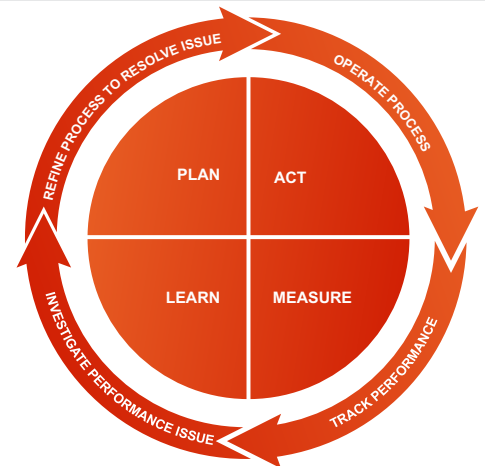 REFINE PROCESS TO RESOLVE ISSUE
OPERATE PROCESS
PLAN
ACT
LEARN
MEASURE
INVESTIGATE PERFORMANCE ISSUE
TRACK PERFORMANCE